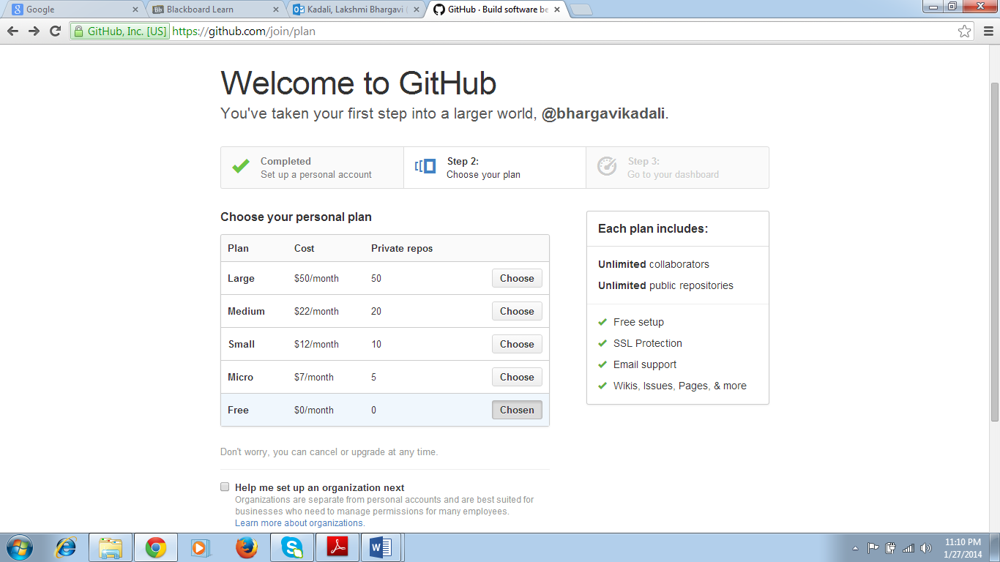 Google
Blackboard Learn
Kadali, Lakshmi Bhargavi (
GitHub · Build software be
GitHub, Inc. [US] https://github.com/join/plan
Welcome to GitHub
You've taken your first step into a larger world, @bhargavikadali.
Completed
Set up a personal account
Step 2:
Choose your plan
Step 3:
Go to your dashboard
Choose your personal plan
Plan Cost Private repos
Large $50/month 50 Choose
Medium $22/month 20 Choose
Small $12/month 10 Choose
Micro $7/month 5 Choose
Free $0/month 0 Chosen
Don't worry, you can cancel or upgrade at any time.
Help me set up an organization next
Organizations are separate from personal accounts and are best suited for
businesses who need to manage permissions for many employees.
Learn more about organizations.
Each plan includes:
Unlimited collaborators
Unlimited public repositories
Free setup
SSL Protection
Email support
Wikis, Issues, Pages, & more
11:10 PM
1/27/2014